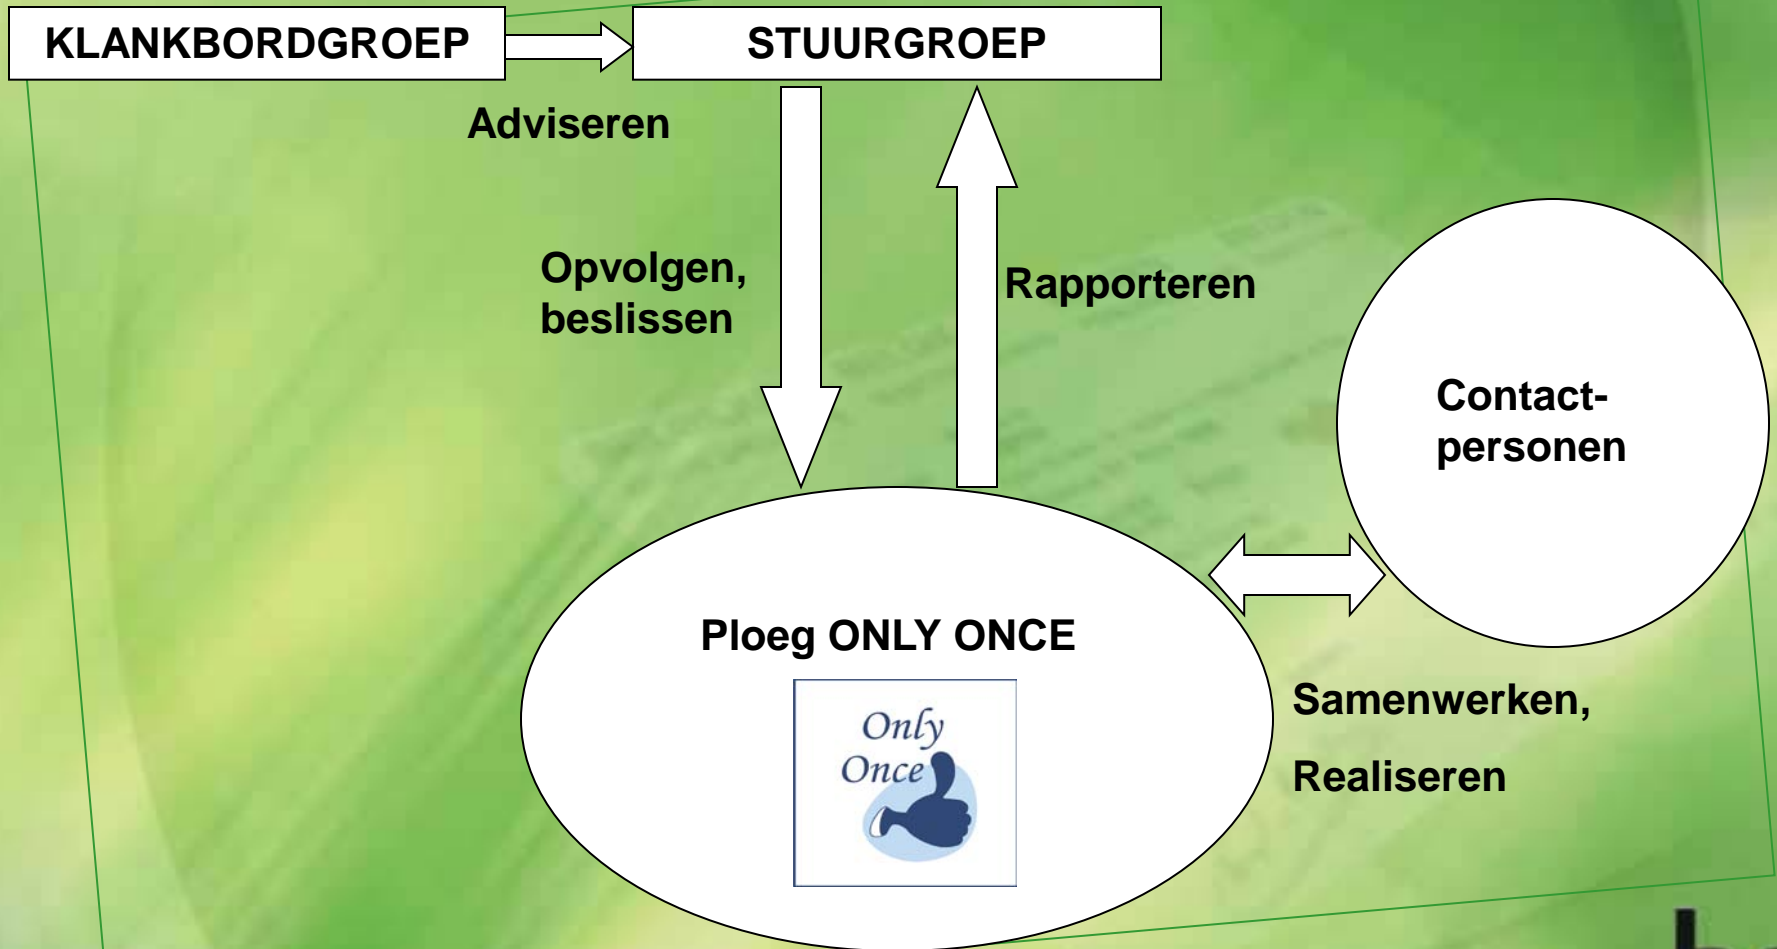 KLANKBORDGROEP
STUURGROEP
Adviseren
Opvolgen,
beslissen
Rapporteren
Contact-
personen
Ploeg ONLY ONCE
Only
Once
Samenwerken,
Realiseren